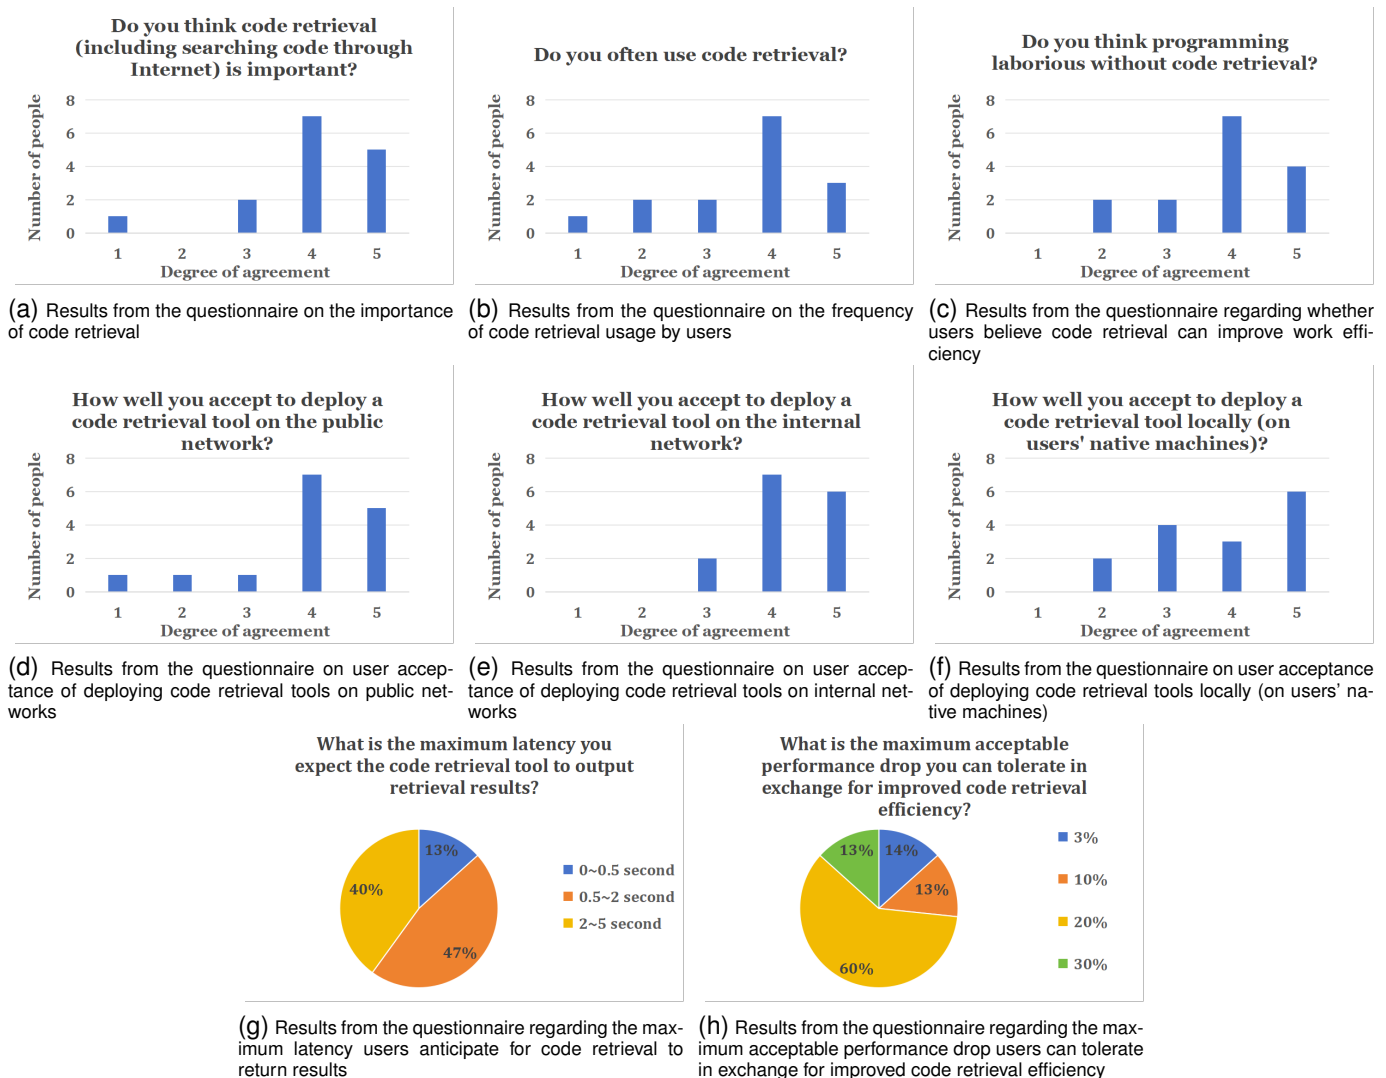 Do you think code retrieval
(including searching code through
Internet) is important?
Number of people
8
6
4
2
0
1 2 3 4 5
Degree of agreement
(a) Results from the questionnaire on the importance
of code retrieval
Do you often use code retrieval?
Number of people
8
6
4
2
0
1 2 3 4 5
Degree of agreement
(b) Results from the questionnaire on the frequency
of code retrieval usage by users
Do you think programming
laborious without code retrieval?
Number of people
8
6
4
2
0
1 2 3 4 5
Degree of agreement
(c) Results from the questionnaire regarding whether
users believe code retrieval can improve work effi-
ciency
How well you accept to deploy a
code retrieval tool on the public
network?
Number of people
8
6
4
2
0
1 2 3 4 5
Degree of agreement
(d) Results from the questionnaire on user accep-
tance of deploying code retrieval tools on public net-
works
How well you accept to deploy a
code retrieval tool on the internal
network?
Number of people
8
6
4
2
0
1 2 3 4 5
Degree of agreement
(e) Results from the questionnaire on user accep-
tance of deploying code retrieval tools on internal net-
works
How well you accept to deploy a
code retrieval tool locally (on
users' native machines)?
Number of people
8
6
4
2
0
1 2 3 4 5
Degree of agreement
(f) Results from the questionnaire on user acceptance
of deploying code retrieval tools locally (on users' na-
tive machines)
What is the maximum latency you
expect the code retrieval tool to output
retrieval results?
13%
40%
47%
0~0.5 second
0.5~2 second
2~5 second
(g) Results from the questionnaire regarding the max-
imum latency users anticipate for code retrieval to
return results
What is the maximum acceptable
performance drop you can tolerate in
exchange for improved code retrieval
efficiency?
13% 14%
13%
60%
3%
10%
20%
30%
(h) Results from the questionnaire regarding the max-
imum acceptable performance drop users can tolerate
in exchange for improved code retrieval efficiency